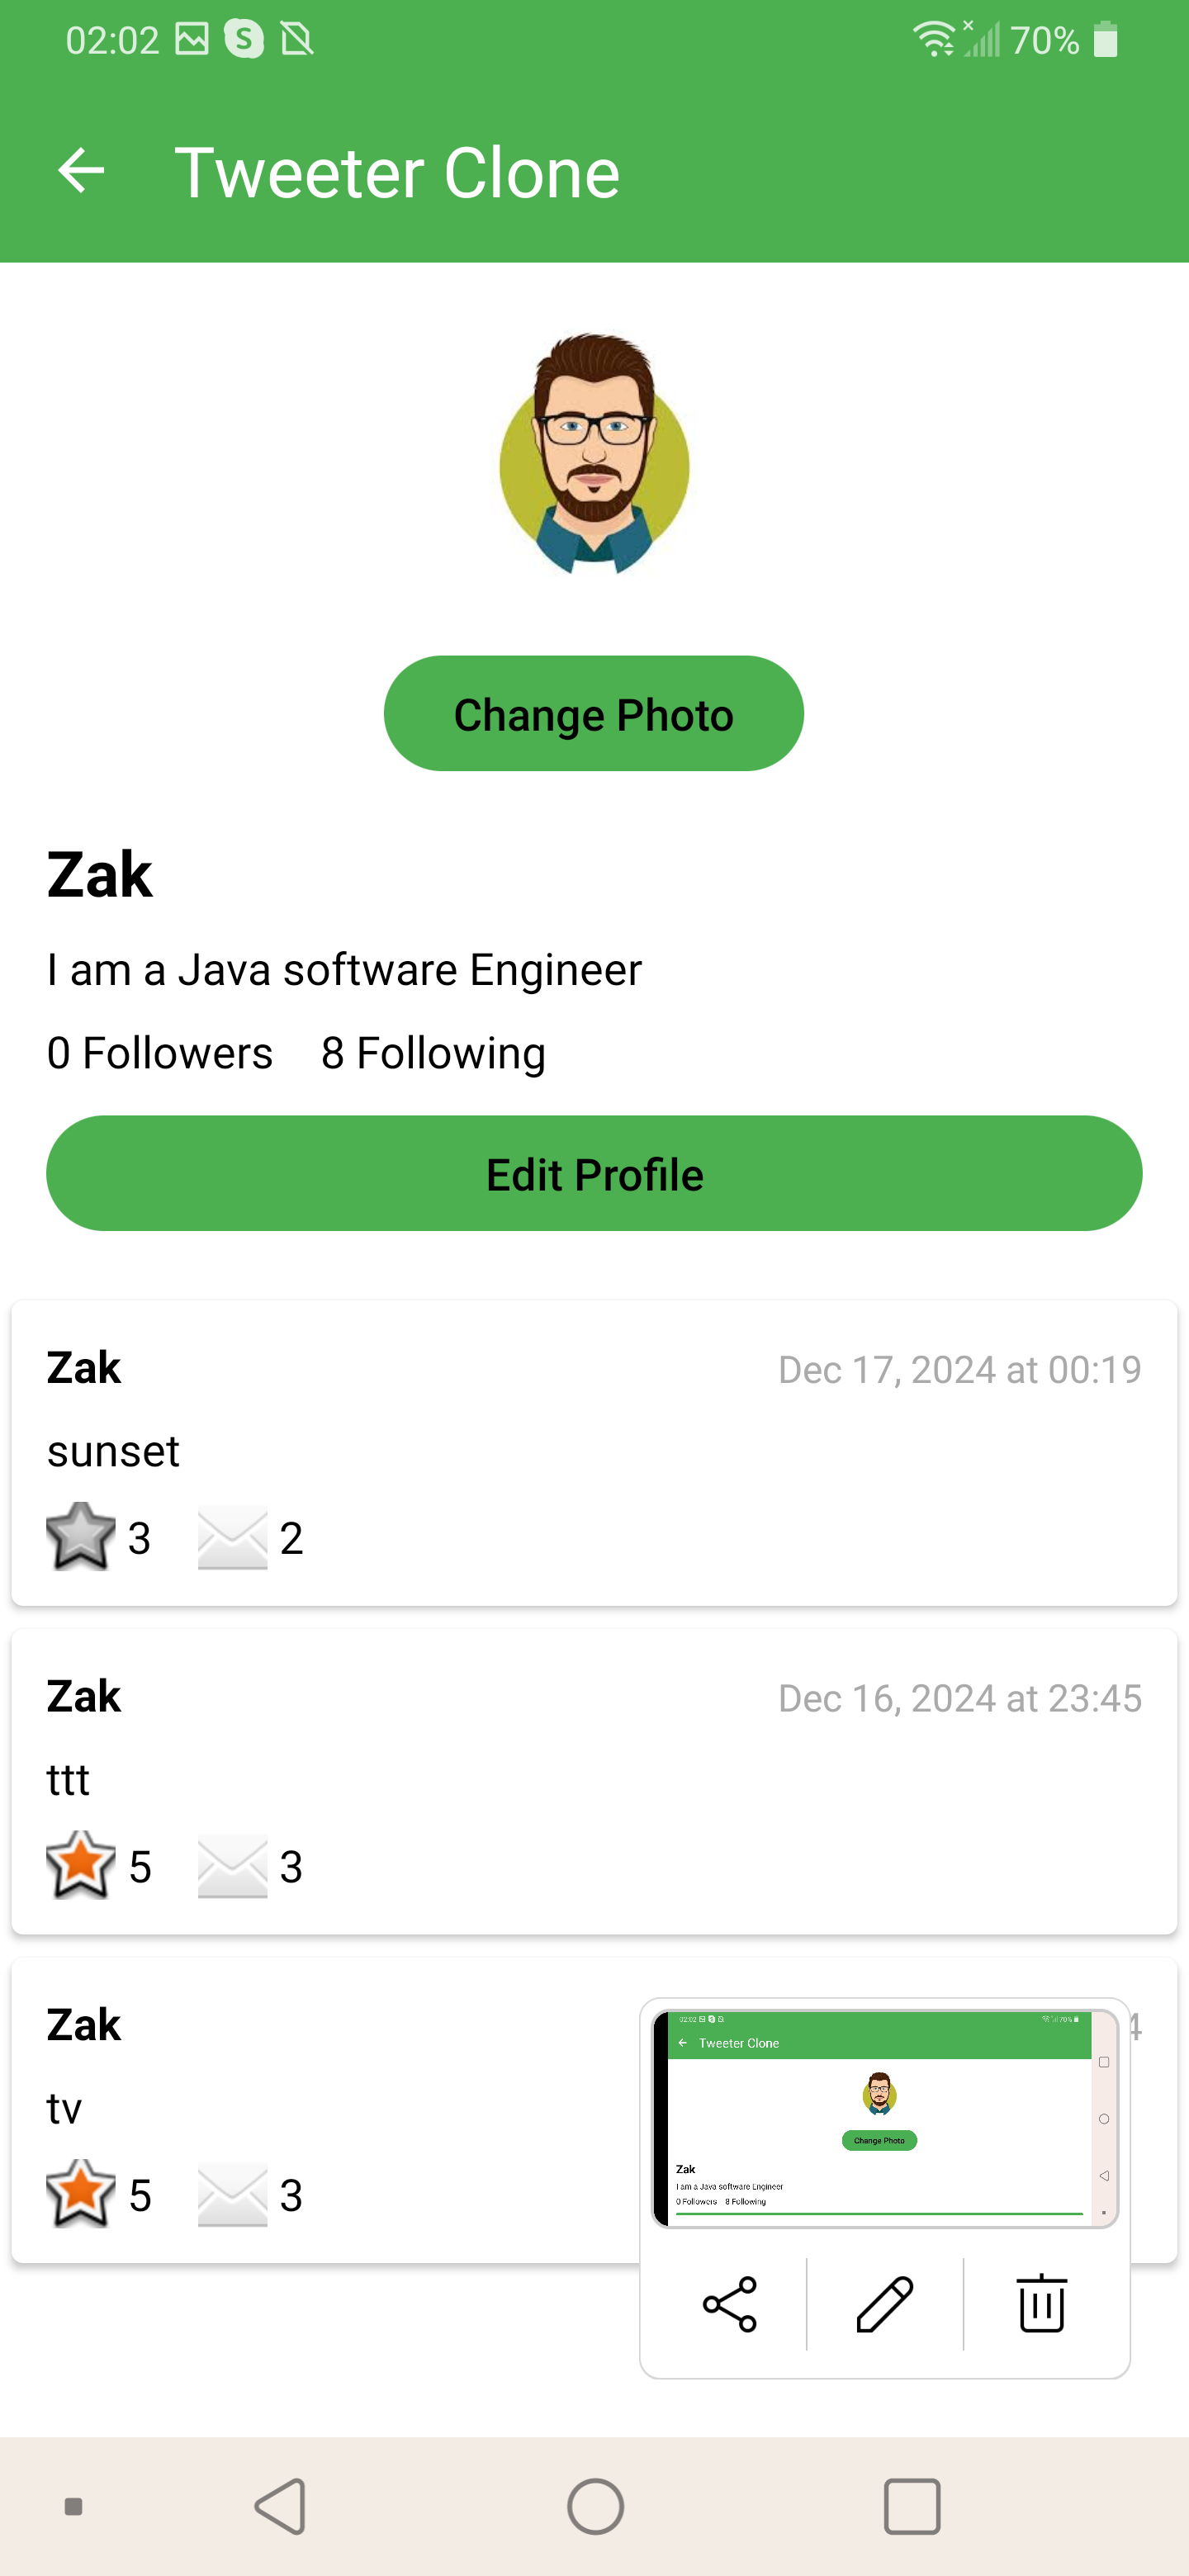 02:02 70%
Tweeter Clone
Change Photo
Zak
I am a Java software Engineer
0 Followers 8 Following
Edit Profile
Zak Dec 17, 2024 at 00:19
sunset
3 2
Zak Dec 16, 2024 at 23:45
ttt
5 3
Zak 4
tv
5 3
02:02 70%
Tweeter Clone
Change Photo
Zak
I am a Java software Engineer
0 Followers 8 Following